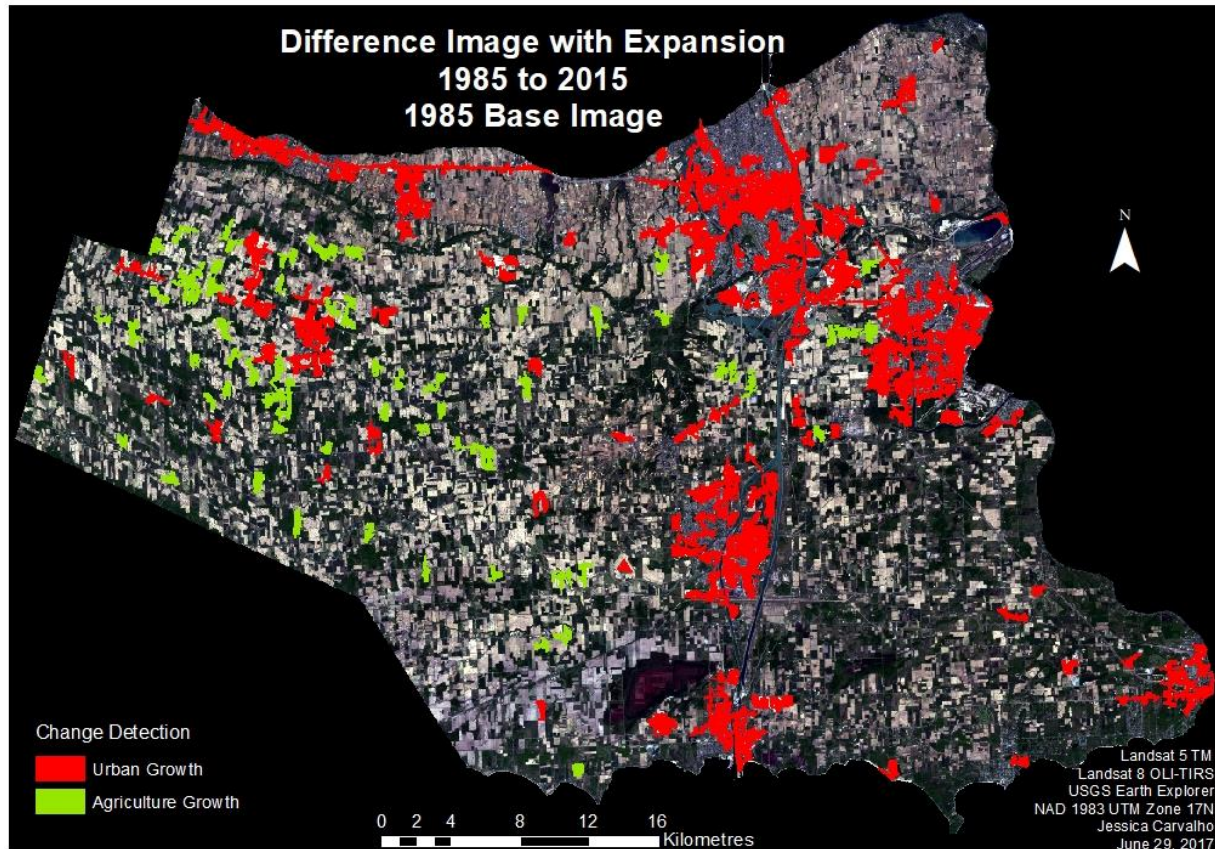 Difference Image with Expansion
1985 to 2015
1985 Base Image
N
Change Detection
Urban Growth
Agriculture Growth
0 2 4 8 12 16
Kilometres
Landsat 5 TM
Landsat 8 OLI-TIRS
USGS Earth Explorer
NAD 1983 UTM Zone 17N
Jessica Carvalho
June 29, 2017